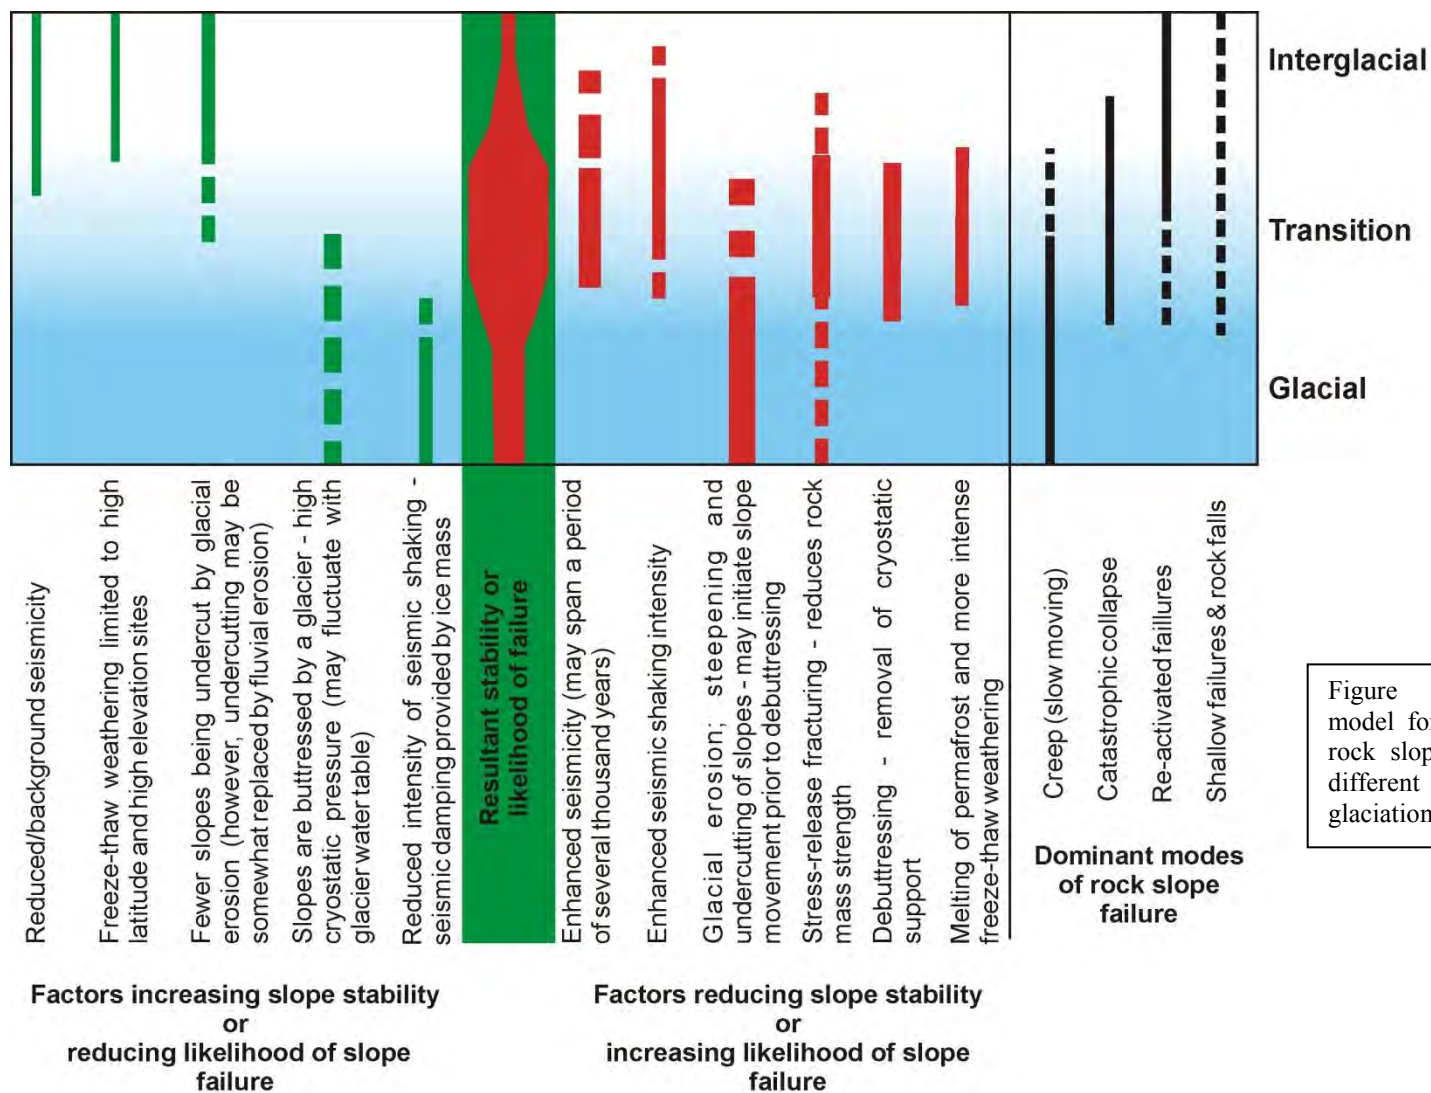 Interglacial
Transition
Glacial
Reduced/background seismicity
Freeze-thaw weathering limited to high
latitude and high elevation sites
Fewer slopes being undercut by glacial
erosion (however, undercutting may be
somewhat replaced by fluvial erosion)
Slopes are buttressed by a glacier - high
cryostatic pressure (may fluctuate with
glacier water table)
Reduced intensity of seismic shaking -
seismic damping provided by ice mass
Resultant stability or
likelihood of failure
Enhanced seismicity (may span a period
of several thousand years)
Enhanced seismic shaking intensity
Glacial erosion; steepening and
undercutting of slopes - may initiate slope
movement prior to debuttressing
Stress-release fracturing - reduces rock
mass strength
Debuttressing - removal of cryostatic
support
Melting of permafrost and more intense
freeze-thaw weathering
Creep (slow moving)
Catastrophic collapse
Re-activated faillures
Shallow failures & rock falls
Factors increasing slope stability
or
reducing likelihood of slope
failure
Factors reducing slope stability
or
increasing likelihood of slope
failure
Dominant modes
of rock slope
failure
Figure
model for
rock slop
different
glaciation